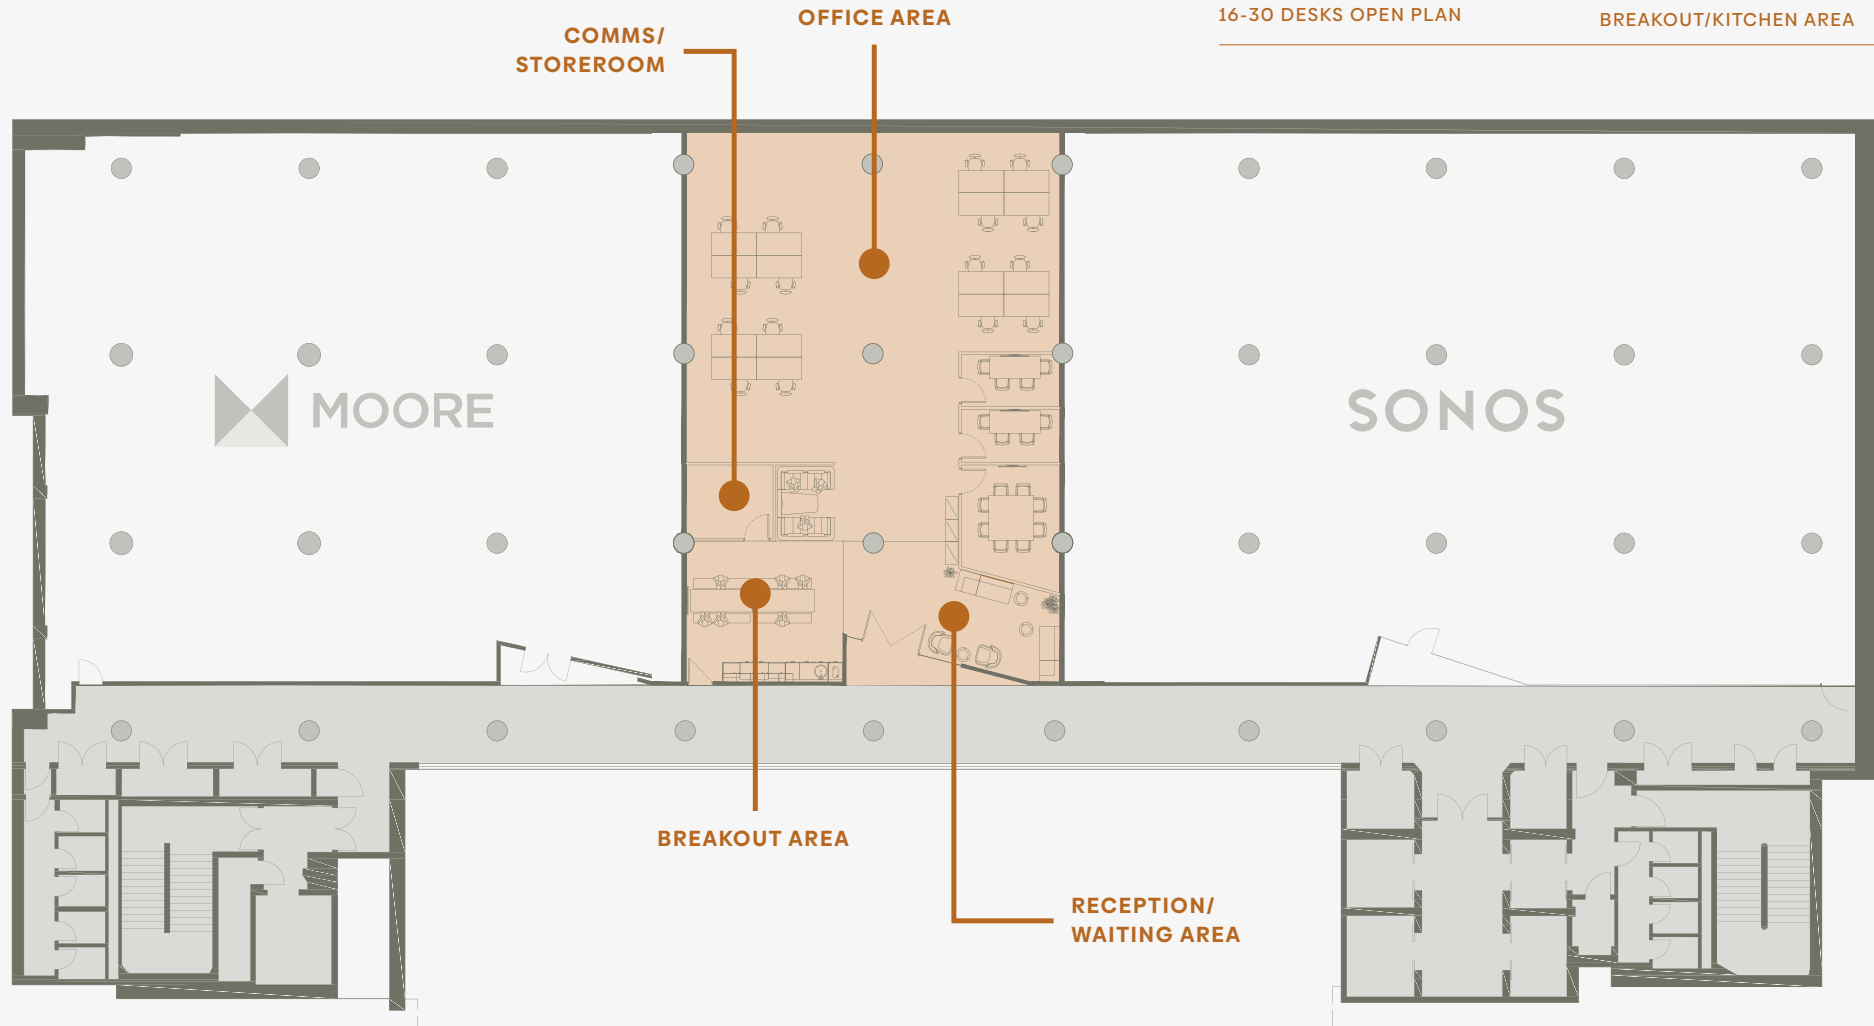 OFFICE AREA
16-30 DESKS OPEN PLAN
BREAKOUT/KITCHEN AREA
COMMS/
STOREROOM
MOORE
SONOS
BREAKOUT AREA
RECEPTION/
WAITING AREA